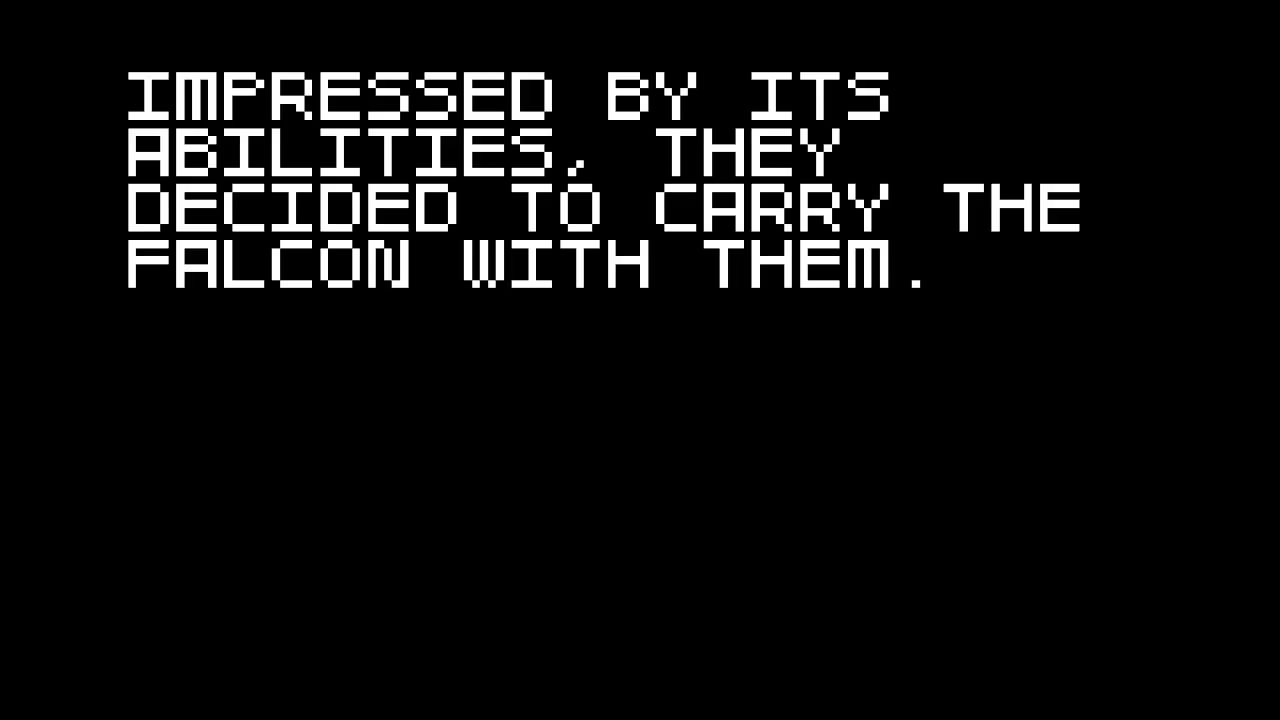 IMPRESSED BY ITS
ABILITIES, THEY
DECIDED TO CARRY THE
FALCON WITH THEM.